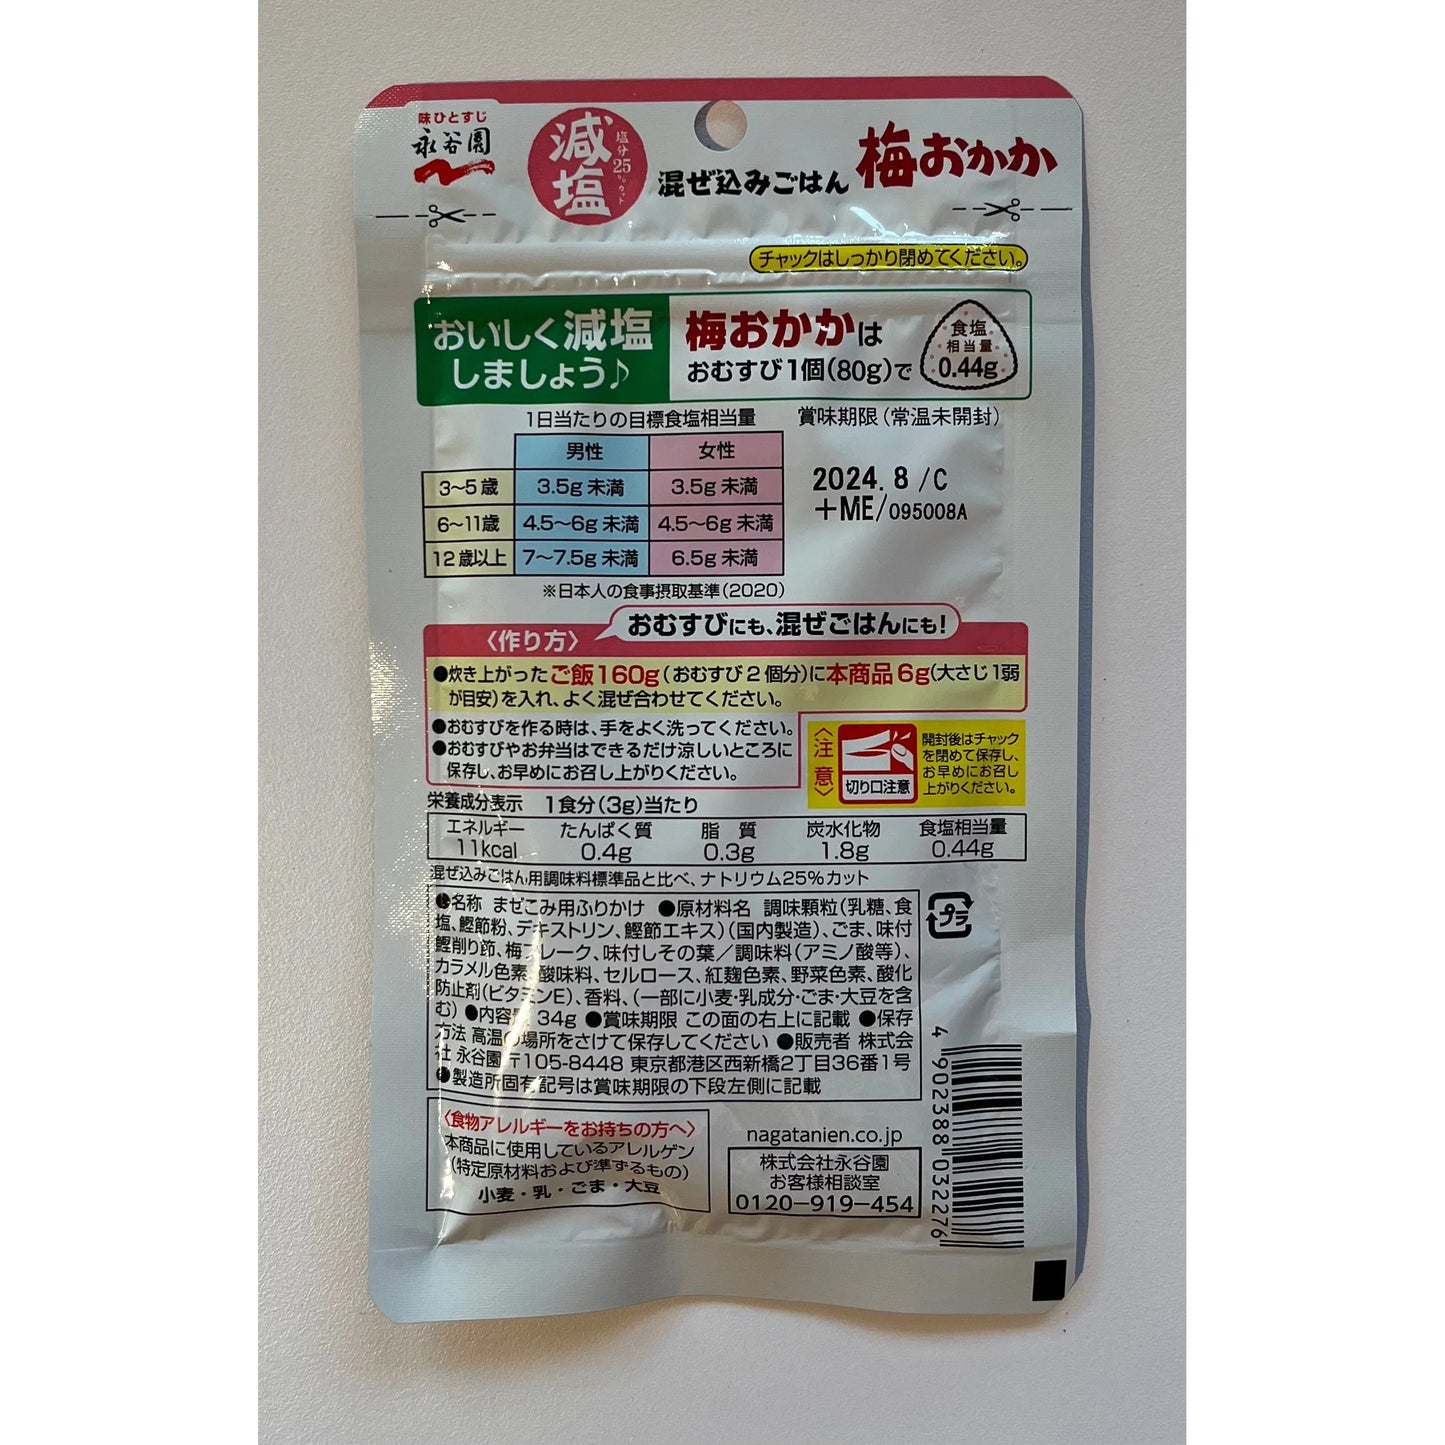 味ひとすじ
永谷園
減塩
塩分25%カット
混ぜ込みごはん 梅おかか
チャックはしっかり閉めてください。
おいしく減塩
しましょう♪
梅おかかは
おむすび1個(80g)で
食塩
相当量
0.44g
1日当たりの目標食塩相当量
男性 女性
3〜5歳 3.5g 未満 3.5g 未満
6〜11歳 4.5〜6g 未満 4.5〜6g 未満
12歳以上 7〜7.5g 未満 6.5g 未満
※日本人の食事摂取基準(2020)
賞味期限(常温未開封)
2024. 8 /C
+ME/095008A
おむすびにも、混ぜごはんにも!
〈作り方〉
●炊き上がったご飯160g(おむすび2個分)に本商品6g(大さじ1弱
が目安)を入れ、よく混ぜ合わせてください。
●おむすびを作る時は、手をよく洗ってください。
●おむすびやお弁当はできるだけ涼しいところに
保存し、お早めにお召し上がりください。
〈注意〉
切り口注意
開封後はチャック
を閉めて保存し、
お早めにお召し
上がりください。
栄養成分表示 1食分(3g)当たり
エネルギー たんぱく質 脂質 炭水化物 食塩相当量
11kcal 0.4g 0.3g 1.8g 0.44g
混ぜ込みごはん用調味料標準品と比べ、ナトリウム25%カット
●名称 まぜこみ用ふりかけ ●原材料名 調味顆粒(乳糖、食
塩、鰹節粉、デキストリン、鰹節エキス)(国内製造)、ごま、味付
鰹削り節、梅フレーク、味付しその葉／調味料(アミノ酸等)、
カラメル色素、酸味料、セルロース、紅麹色素、野菜色素、酸化
防止剤(ビタミンE)、香料、(一部に小麦・乳成分・ごま・大豆を含
む) ●内容量 34g ●賞味期限 この面の右上に記載 ●保存
方法 高温の場所をさけて保存してください ●販売者 株式会
社 永谷園 〒105-8448 東京都港区西新橋2丁目36番1号
●製造所固有記号は賞味期限の下段左側に記載
プラ
〈食物アレルギーをお持ちの方へ〉
本商品に使用しているアレルゲン
(特定原材料および準ずるもの)
小麦・乳・ごま・大豆
nagatanien.co.jp
株式会社永谷園
お客様相談室
0120-919-454
4 902388 032276